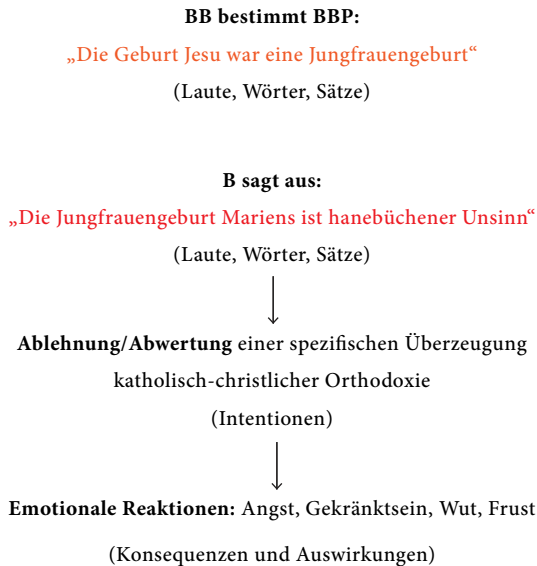 BB bestimmt BBP:
„Die Geburt Jesu war eine Jungfrauengeburt“
(Laute, Wörter, Sätze)
B sagt aus:
„Die Jungfrauengeburt Mariens ist hanebüchener Unsinn“
(Laute, Wörter, Sätze)
Ablehnung/Abwertung einer spezifischen Überzeugung
katholisch-christlicher Orthodoxie
(Intentionen)
Emotionale Reaktionen: Angst, Gekränktsein, Wut, Frust
(Konsequenzen und Auswirkungen)